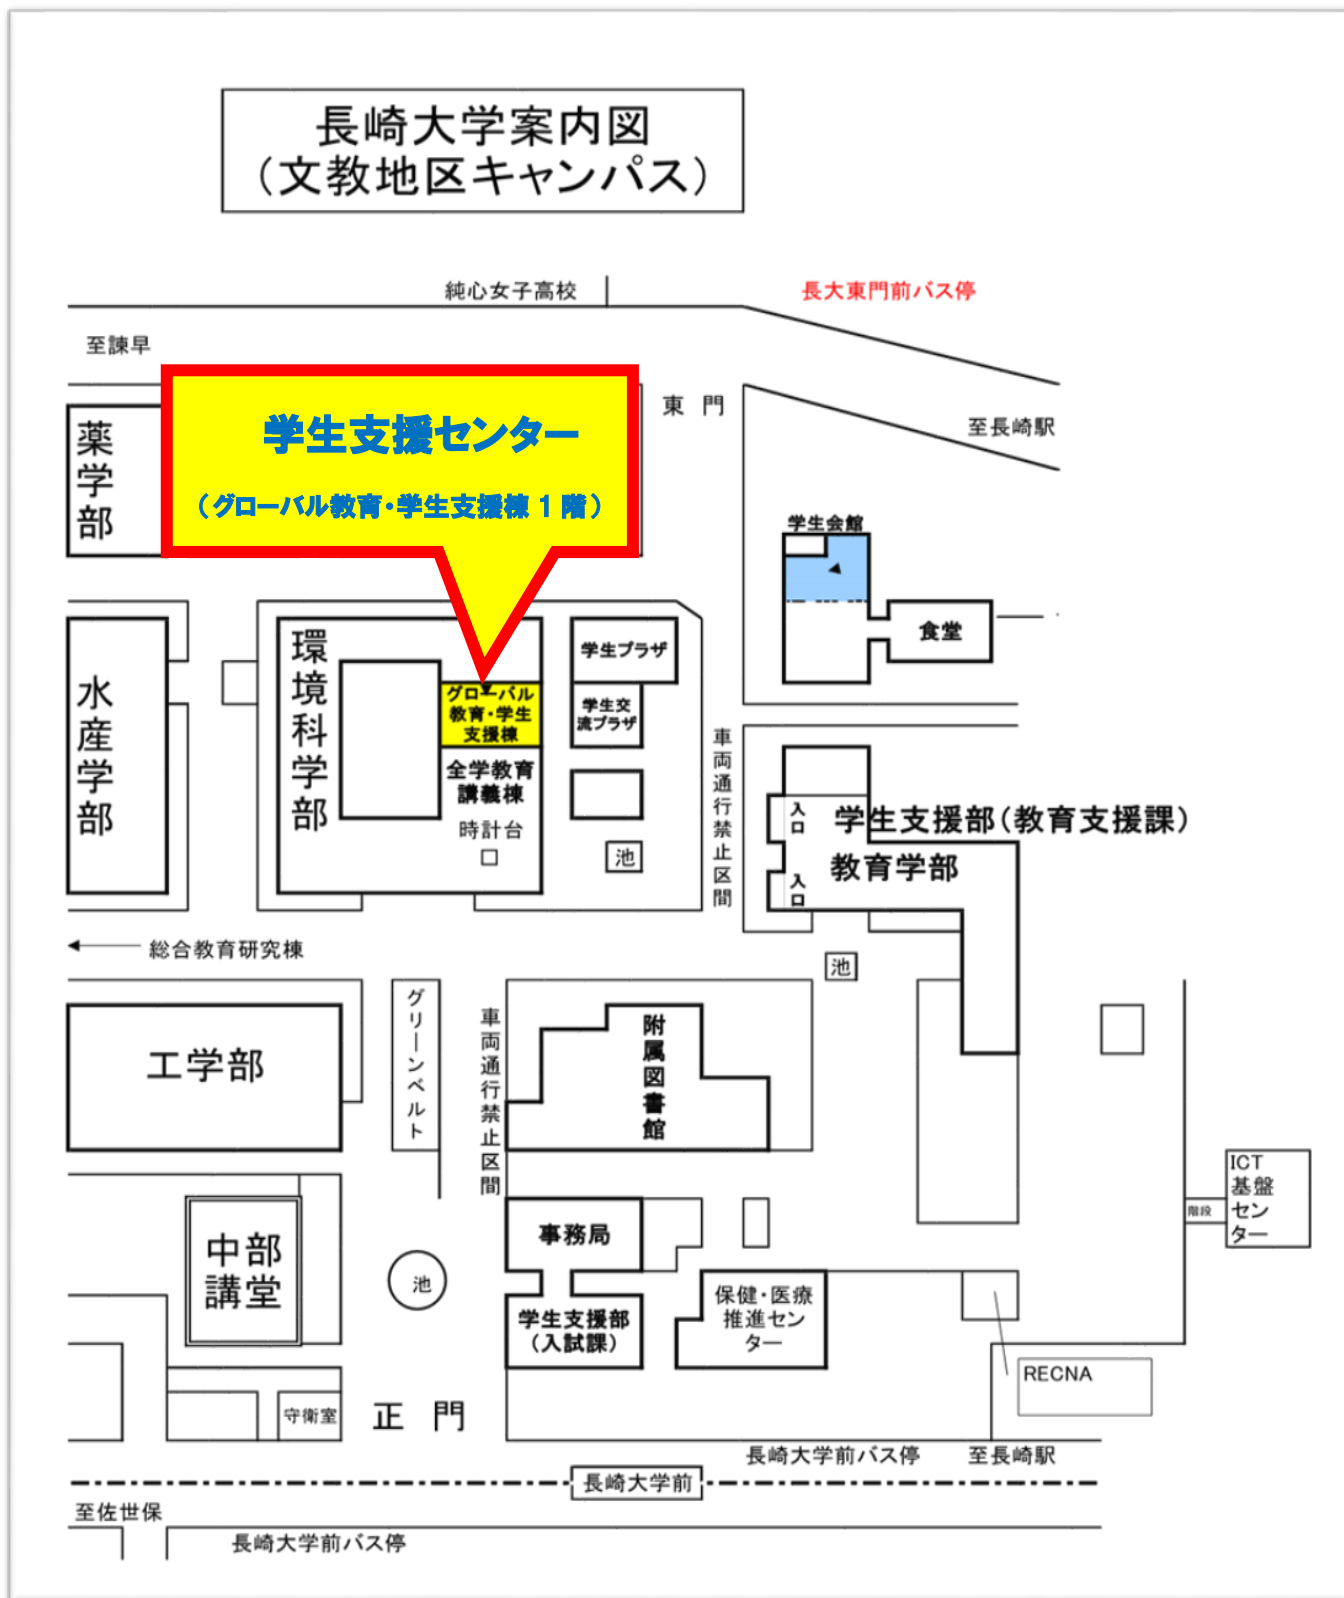 長崎大学案内図
(文教地区キャンパス)
純心女子高校
長大東門前バス停
至諫早
東 門
至長崎駅
学生支援センター
(グローバル教育・学生支援棟 1 階)
薬学部
学生会館
食堂
水産学部
環境科学部
学生プラザ
グローバル
教育・学生
支援棟
学生交
流プラザ
全学教育
講義棟
時計台
池
車両通行禁止区間
入口
学生支援部(教育支援課)
教育学部
入口
総合教育研究棟
池
工学部
グリーンベルト
車両通行禁止区間
附属図書館
ICT
基盤
セン
ター
階段
中部
講堂
池
事務局
学生支援部
(入試課)
保健・医療
推進セン
ター
RECNA
守衛室
正 門
長崎大学前バス停
至長崎駅
長崎大学前
至佐世保
長崎大学前バス停